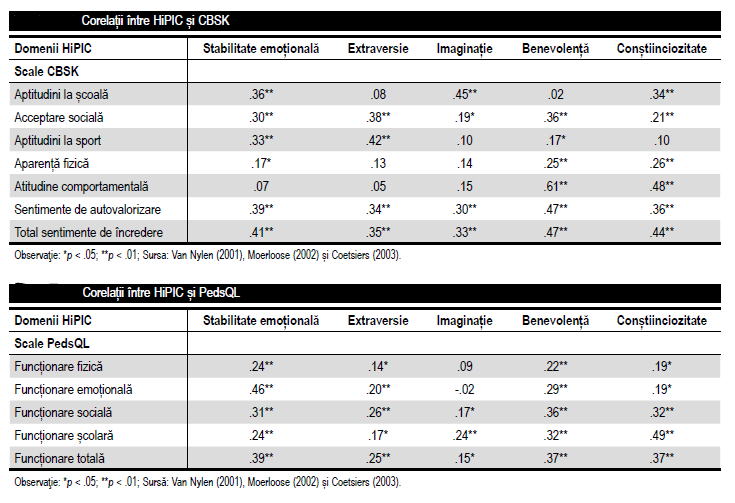 Corelații între HiPIC și CBSK
Domenii HiPIC Stabilitate emoțională Extraversie Imaginație Benevolență Conștiinciozitate
Scale CBSK
Aptitudini la școală .36** .08 .45** .02 .34**
Acceptare socială .30** .38** .19* .36** .21**
Aptitudini la sport .33** .42** .10 .17* .10
Aparență fizică .17* .13 .14 .25** .26**
Atitudine comportamentală .07 .05 .15 .61** .48**
Sentimente de autovalorizare .39** .34** .30** .47** .36**
Total sentimente de încredere .41** .35** .33** .47** .44**
Observație: *p < .05; **p < .01; Sursa: Van Nylen (2001), Moerloose (2002) și Coetsiers (2003).
Corelații între HiPIC și PedsQL
Domenii HiPIC Stabilitate emoțională Extraversie Imaginație Benevolență Conștiinciozitate
Scale PedsQL
Funcționare fizică .24** .14* .09 .22** .19*
Funcționare emoțională .46** .20** -.02 .29** .19*
Funcționare socială .31** .26** .17* .36** .32**
Funcționare școlară .24** .17* .24** .32** .49**
Funcționare totală .39** .25** .15* .37** .37**
Observație: *p < .05; **p < .01; Sursă: Van Nylen (2001), Moerloose (2002) și Coetsiers (2003).